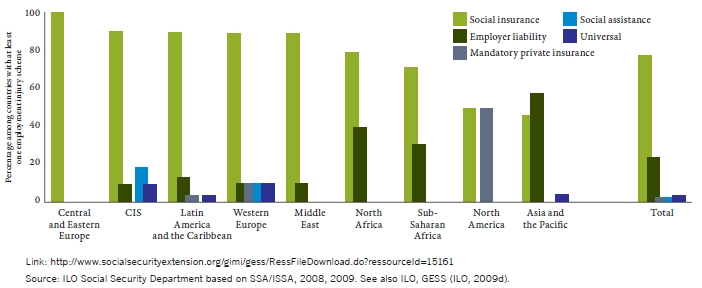 Percentage among countries with at least
one employment injury scheme
100
80
60
40
20
0
Social insurance
Social assistance
Employer liability
Universal
Mandatory private insurance
Central
and Eastern
Europe
CIS
Latin
America
and the Caribbean
Western
Europe
Middle
East
North
Africa
Sub-
Saharan
Africa
North
America
Asia and
the Pacific
Total
Link: http://www.socialsecurityextension.org/gimi/gess/RessFileDownload.do?ressourceId=15161
Source: ILO Social Security Department based on SSA/ISSA, 2008, 2009. See also ILO, GESS (ILO, 2009d).